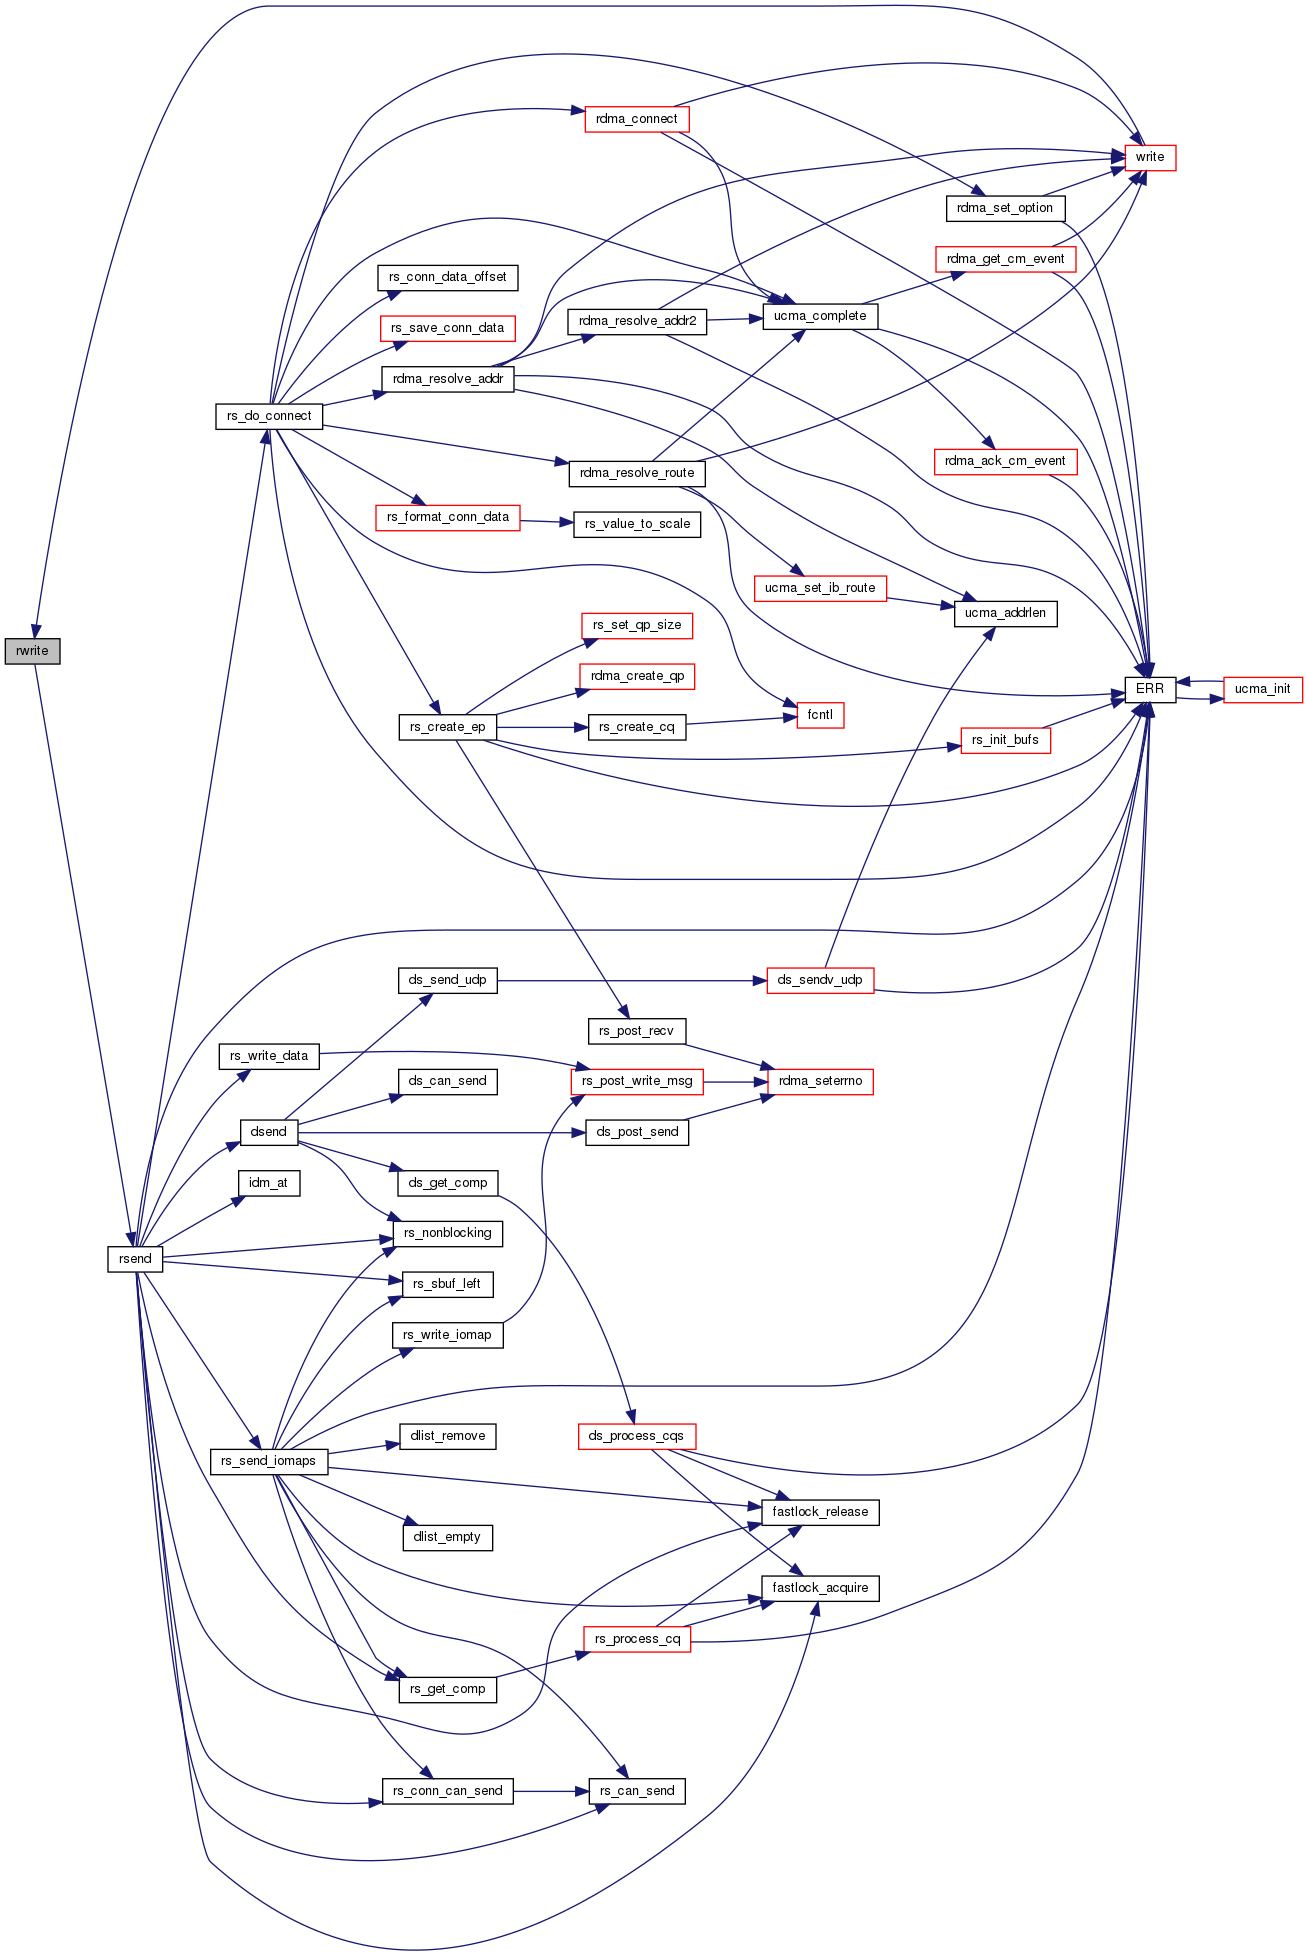 rdma_connect
write
rdma_set_option
rdma_get_cm_event
rs_conn_data_offset
rs_save_conn_data
rdma_resolve_addr2
ucma_complete
rdma_resolve_addr
rs_do_connect
rdma_ack_cm_event
rdma_resolve_route
rs_format_conn_data
rs_value_to_scale
ucma_set_ib_route
ucma_addrlen
rs_set_qp_size
rwrite
rdma_create_qp
ERR
ucma_init
fcntl
rs_create_ep
rs_create_cq
rs_init_bufs
ds_send_udp
ds_sendv_udp
rs_post_recv
rs_write_data
ds_can_send
rs_post_write_msg
rdma_seterrno
dsend
ds_post_send
idm_at
ds_get_comp
rs_nonblocking
rsend
rs_sbuf_left
rs_write_iomap
dlist_remove
ds_process_cqs
rs_send_iomaps
fastlock_release
dlist_empty
fastlock_acquire
rs_process_cq
rs_get_comp
rs_conn_can_send
rs_can_send